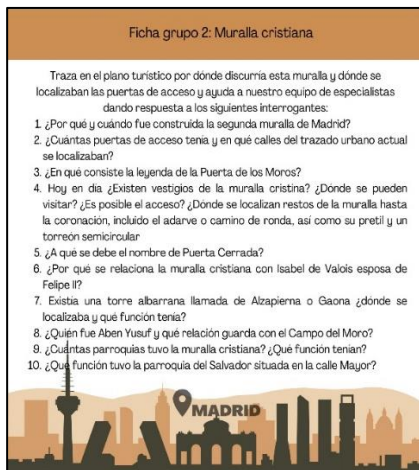 Ficha grupo 2: Muralla cristiana
Traza en el plano turístico por dónde discurría esta muralla y dónde se
localizaban las puertas de acceso y ayuda a nuestro equipo de especialistas
dando respuesta a los siguientes interrogantes:
1. ¿Por qué y cuándo fue construida la segunda muralla de Madrid?
2. ¿Cuántas puertas de acceso tenía y en qué calles del trazado urbano actual
se localizaban?
3. ¿En qué consiste la leyenda de la Puerta de los Moros?
4. Hoy en día ¿Existen vestigios de la muralla cristina? ¿Dónde se pueden
visitar? ¿Es posible el acceso? ¿Dónde se localizan restos de la muralla hasta
la coronación, incluido el adarve o camino de ronda, así como su pretil y un
torreón semicircular
5. ¿A qué se debe el nombre de Puerta Cerrada?
6. ¿Por qué se relaciona la muralla cristiana con Isabel de Valois esposa de
Felipe II?
7. Existía una torre albarrana llamada de Alzapierna o Gaona ¿dónde se
localizaba y qué función tenía?
8. ¿Quién fue Aben Yusuf y qué relación guarda con el Campo del Moro?
9. ¿Cuántas parroquias tuvo la muralla cristiana? ¿Qué función tenían?
10. ¿Qué función tuvo la parroquia del Salvador situada en la calle Mayor?
MADRID